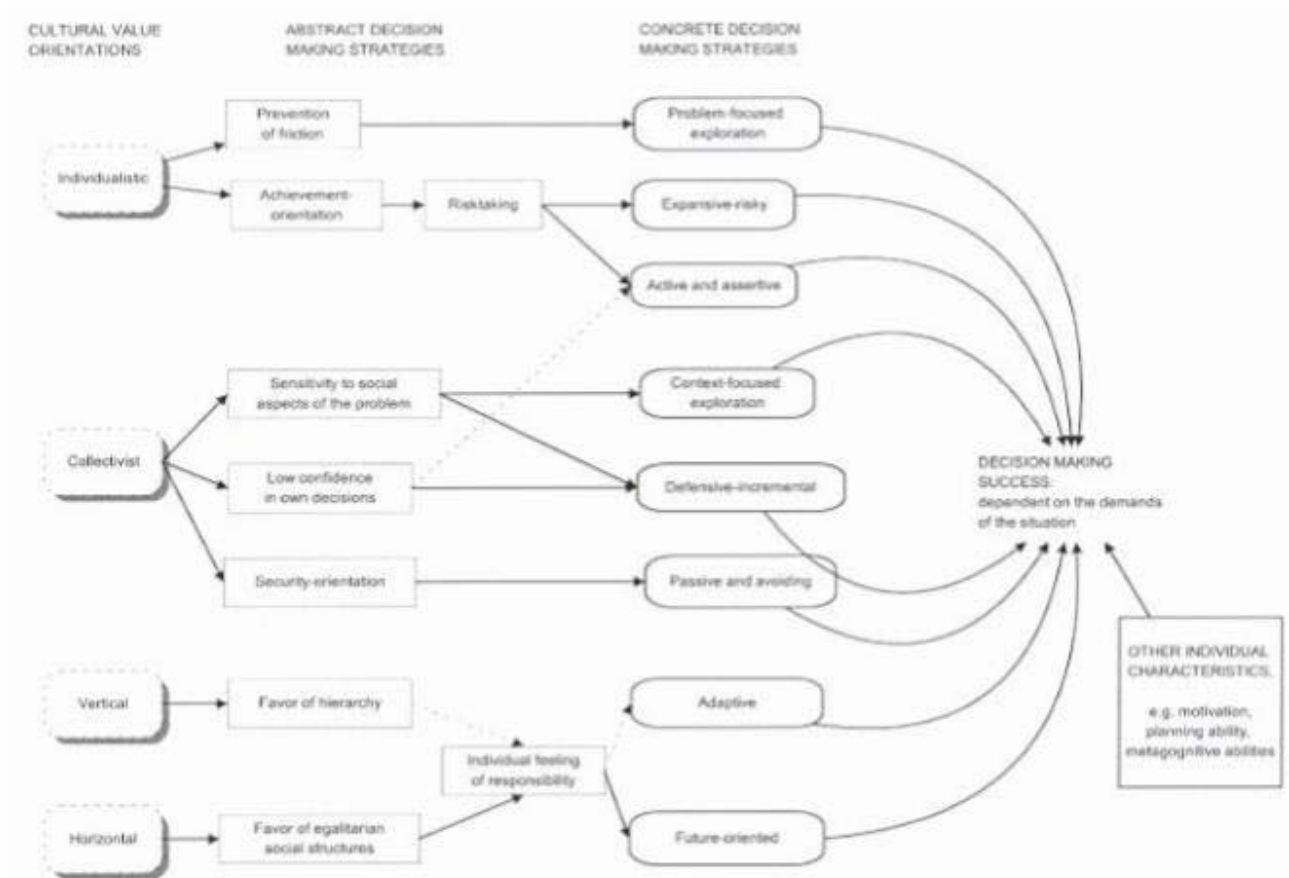 CULTURAL VALUE
ORIENTATIONS
ABSTRACT DECISION
MAKING STRATEGIES
CONCRETE DECISION
MAKING STRATEGIES
Prevention
of friction
Problem-focused
exploration
Individualistic
Achievement-
orientation
Risktaking
Expansive-risky
Active and assertive
Sensitivity to social
aspects of the problem
Context-focused
exploration
Collectivist
Low confidence
in own decisions
Defensive-incremental
DECISION MAKING
SUCCESS:
dependent on the demands
of the situation
Security-orientation
Passive and avoiding
OTHER INDIVIDUAL
CHARACTERISTICS,
e.g. motivation,
planning ability,
metagognitive abilities
Vertical
Favor of hierarchy
Adaptive
Individual feeling
of responsibility
Horizontal
Favor of egalitarian
social structures
Future-oriented